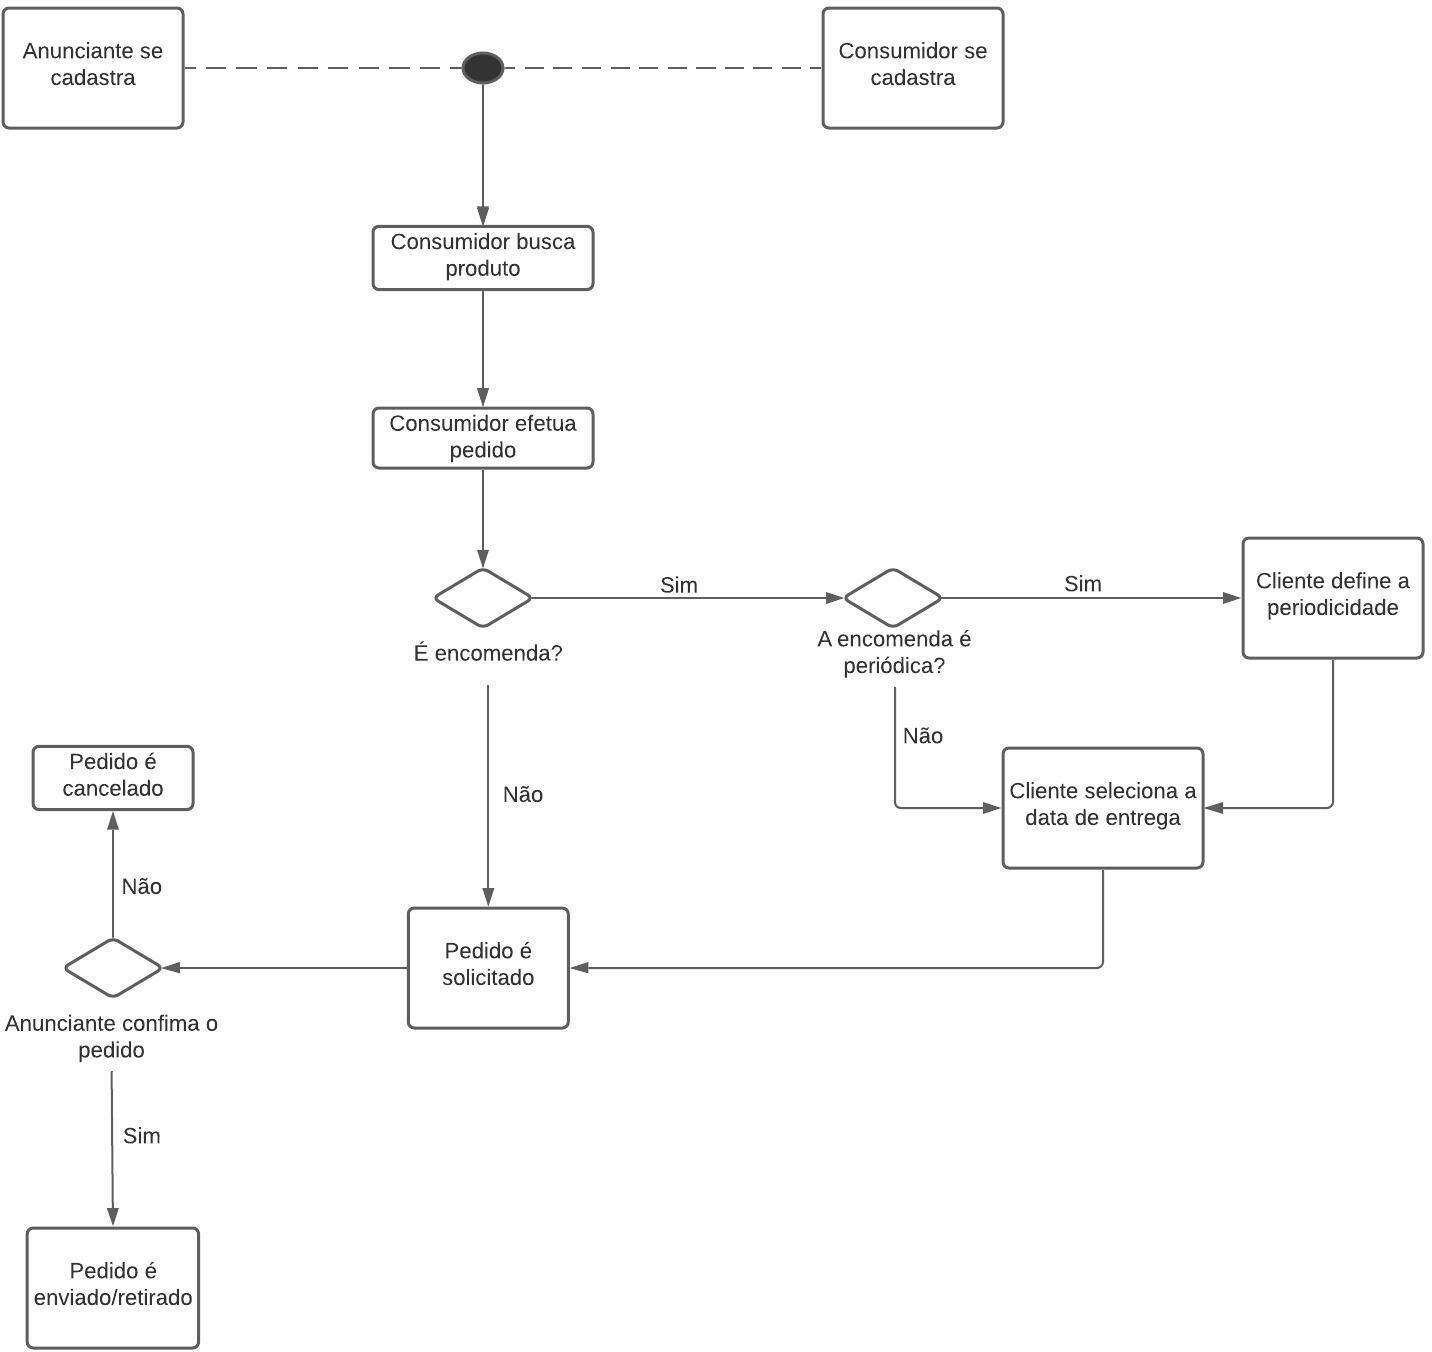 Anunciante se
cadastra
Consumidor se
cadastra
Consumidor busca
produto
Consumidor efetua
pedido
É encomenda?
Sim
A encomenda é
periódica?
Sim
Cliente define a
periodicidade
Não
Cliente seleciona a
data de entrega
Não
Pedido é
solicitado
Pedido é
cancelado
Não
Anunciante confima o
pedido
Sim
Pedido é
enviado/retirado